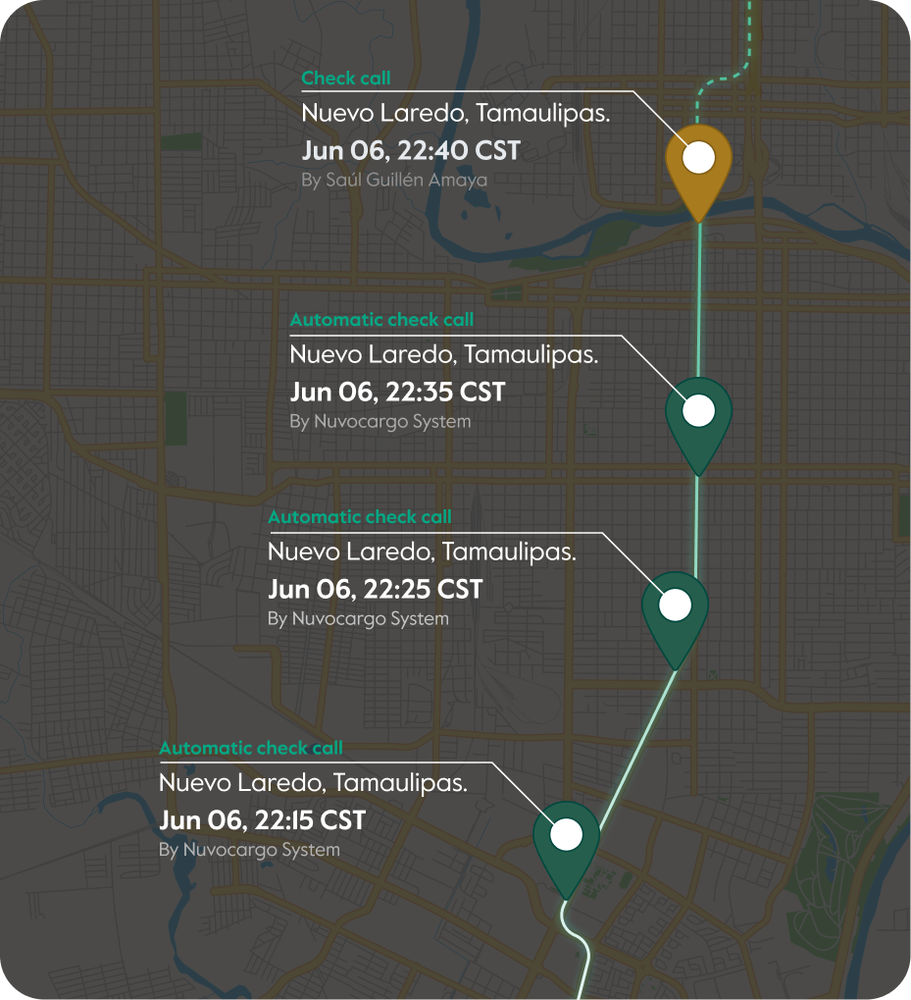 Check call
Nuevo Laredo, Tamaulipas.
Jun 06, 22:40 CST
By Saúl Guillén Amaya
Automatic check call
Nuevo Laredo, Tamaulipas.
Jun 06, 22:35 CST
By Nuvocargo System
Automatic check call
Nuevo Laredo, Tamaulipas.
Jun 06, 22:25 CST
By Nuvocargo System
Automatic check call
Nuevo Laredo, Tamaulipas.
Jun 06, 22:15 CST
By Nuvocargo System